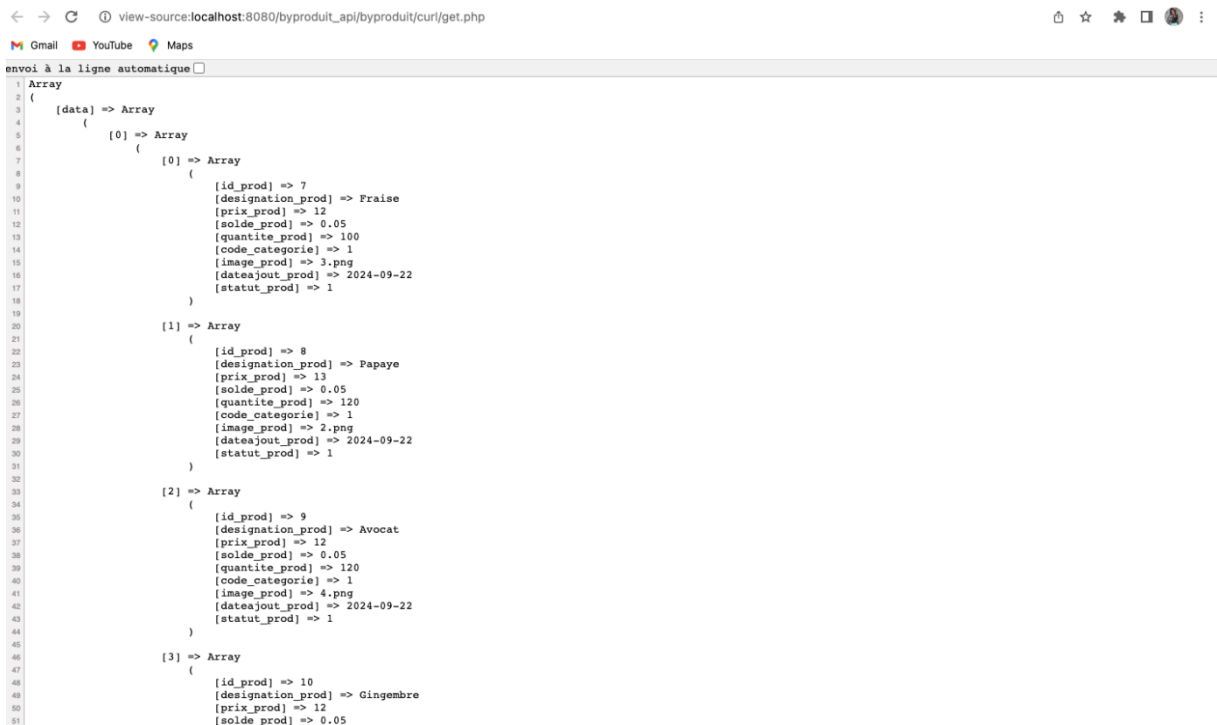 view-source:localhost:8080/byproduit_api/byproduit/curl/get.php
Gmail YouTube Maps
envoi à la ligne automatique
1 Array
2 (
3 [data] => Array
4 (
5 [0] => Array
6 (
7 [0] => Array
8 (
9 [id_prod] => 7
10 [designation_prod] => Fraise
11 [prix_prod] => 12
12 [solde_prod] => 0.05
13 [quantite_prod] => 100
14 [code_categorie] => 1
15 [image_prod] => 3.png
16 [dateajout_prod] => 2024-09-22
17 [statut_prod] => 1
18 )
19
20 [1] => Array
21 (
22 [id_prod] => 8
23 [designation_prod] => Papaye
24 [prix_prod] => 13
25 [solde_prod] => 0.05
26 [quantite_prod] => 120
27 [code_categorie] => 1
28 [image_prod] => 2.png
29 [dateajout_prod] => 2024-09-22
30 [statut_prod] => 1
31 )
32
33 [2] => Array
34 (
35 [id_prod] => 9
36 [designation_prod] => Avocat
37 [prix_prod] => 12
38 [solde_prod] => 0.05
39 [quantite_prod] => 120
40 [code_categorie] => 1
41 [image_prod] => 4.png
42 [dateajout_prod] => 2024-09-22
43 [statut_prod] => 1
44 )
45
46 [3] => Array
47 (
48 [id_prod] => 10
49 [designation_prod] => Gingembre
50 [prix_prod] => 12
51 [solde_prod] => 0.05